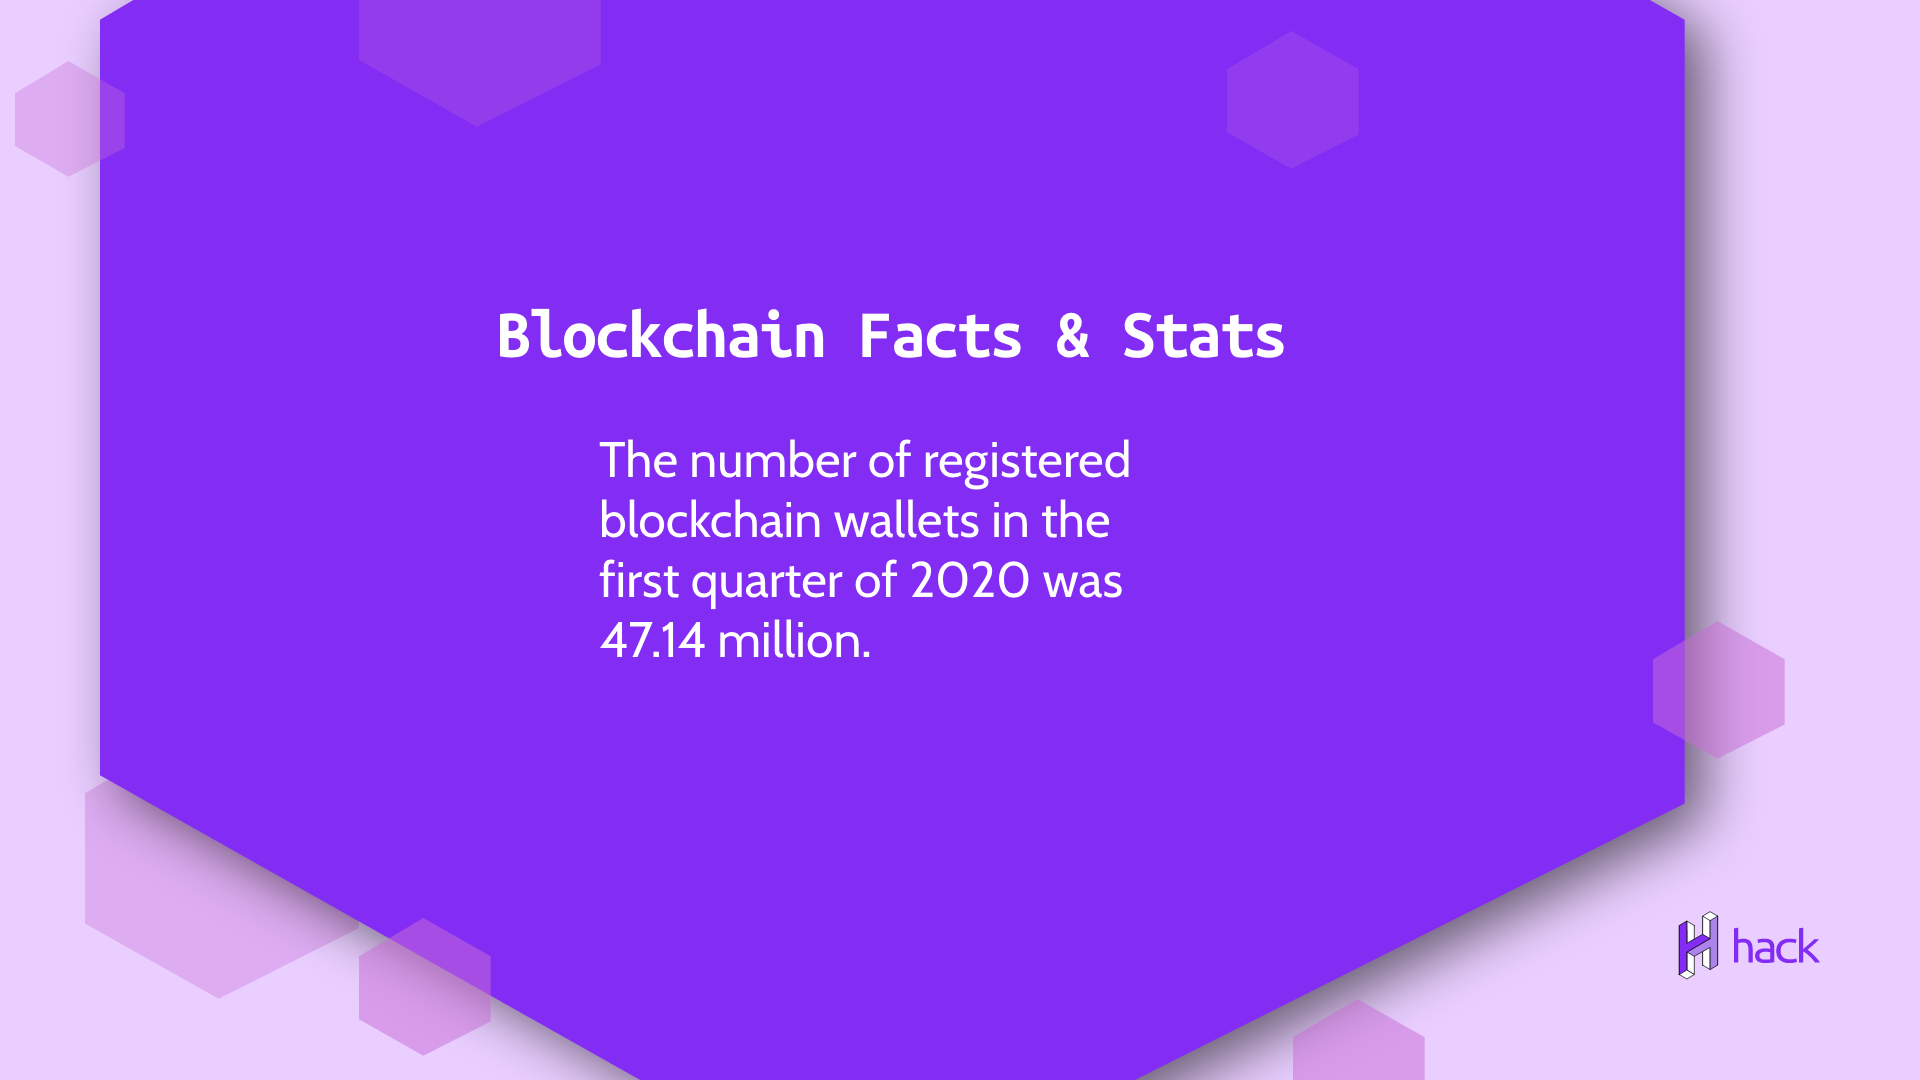 Blockchain Facts & Stats
The number of registered
blockchain wallets in the
first quarter of 2020 was
47.14 million.
hack